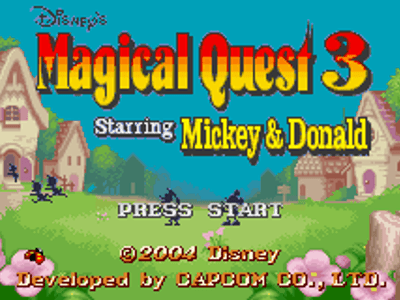 Disney's
Magical Quest 3
Starring Mickey & Donald
PRESS START
©2004 Disney
Developed by CAPCOM CO., LTD.